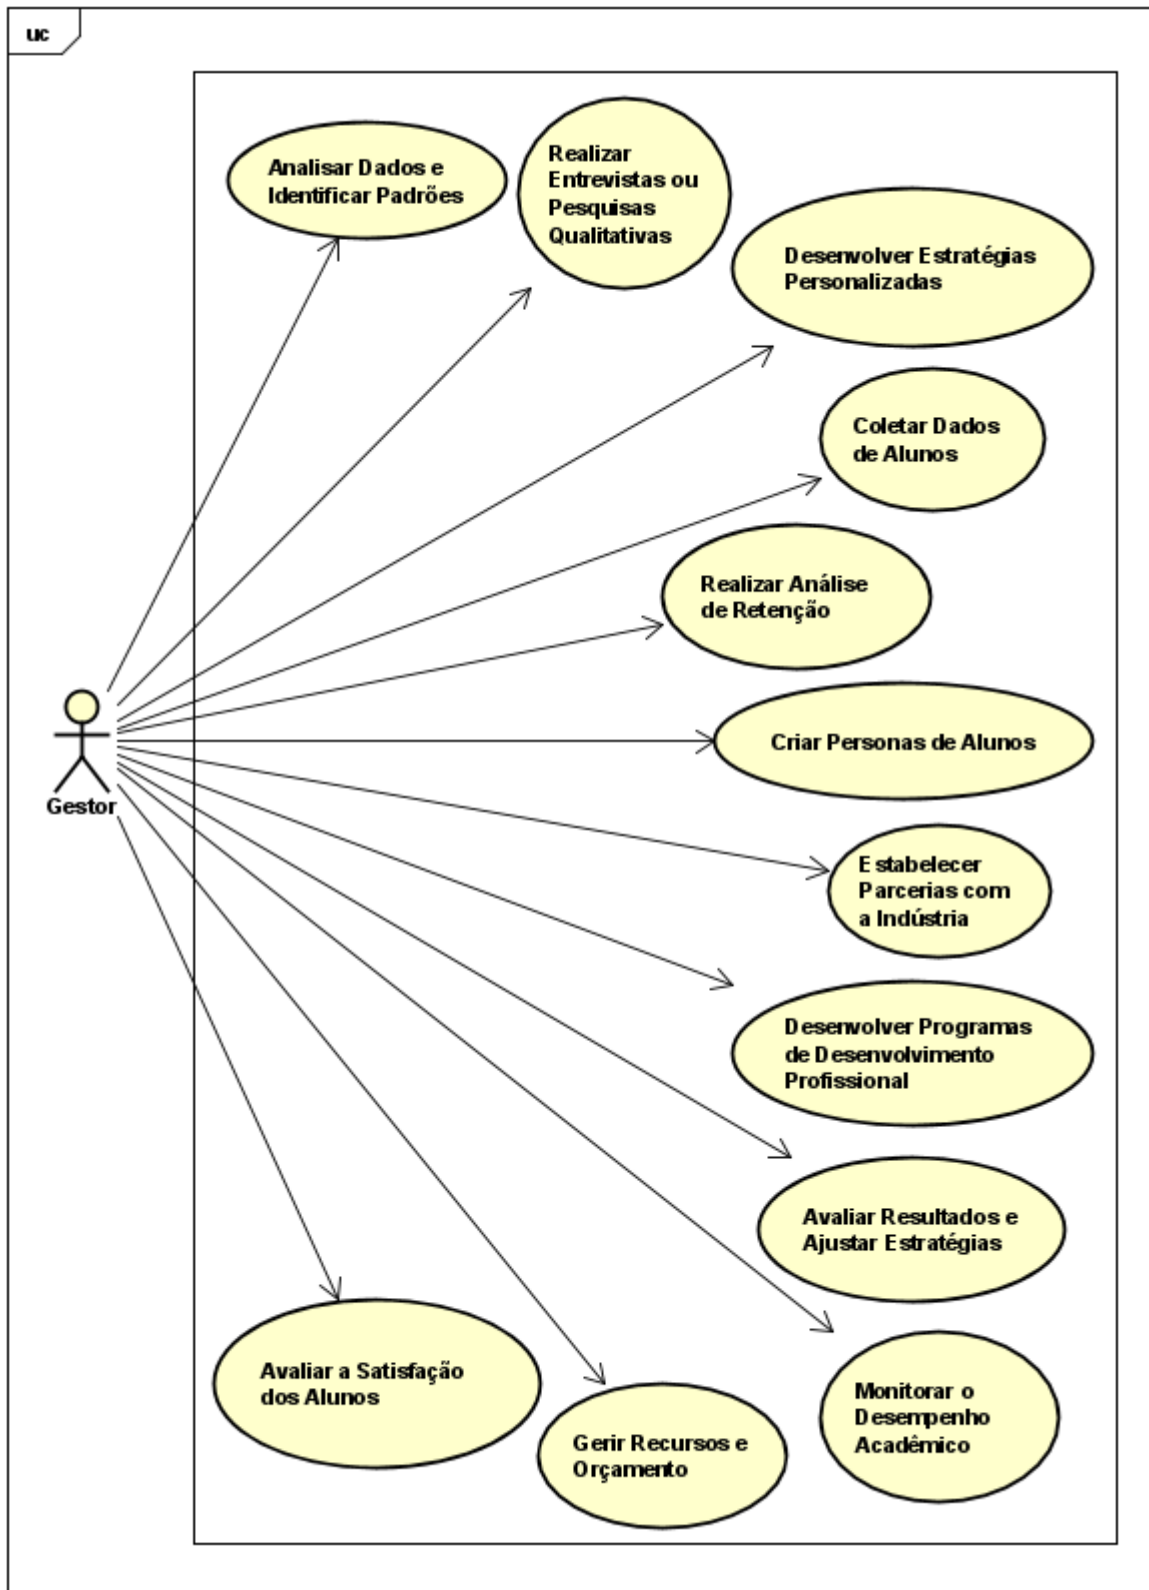 uc
Analisar Dados e
Identificar Padrões
Realizar
Entrevistas ou
Pesquisas
Qualitativas
Desenvolver Estratégias
Personalizadas
Coletar Dados
de Alunos
Realizar Análise
de Retenção
Criar Personas de Alunos
Gestor
Estabelecer
Parcerias com
a Indústria
Desenvolver Programas
de Desenvolvimento
Profissional
Avaliar Resultados e
Ajustar Estratégias
Avaliar a Satisfação
dos Alunos
Gerir Recursos e
Orçamento
Monitorar o
Desempenho
Acadêmico